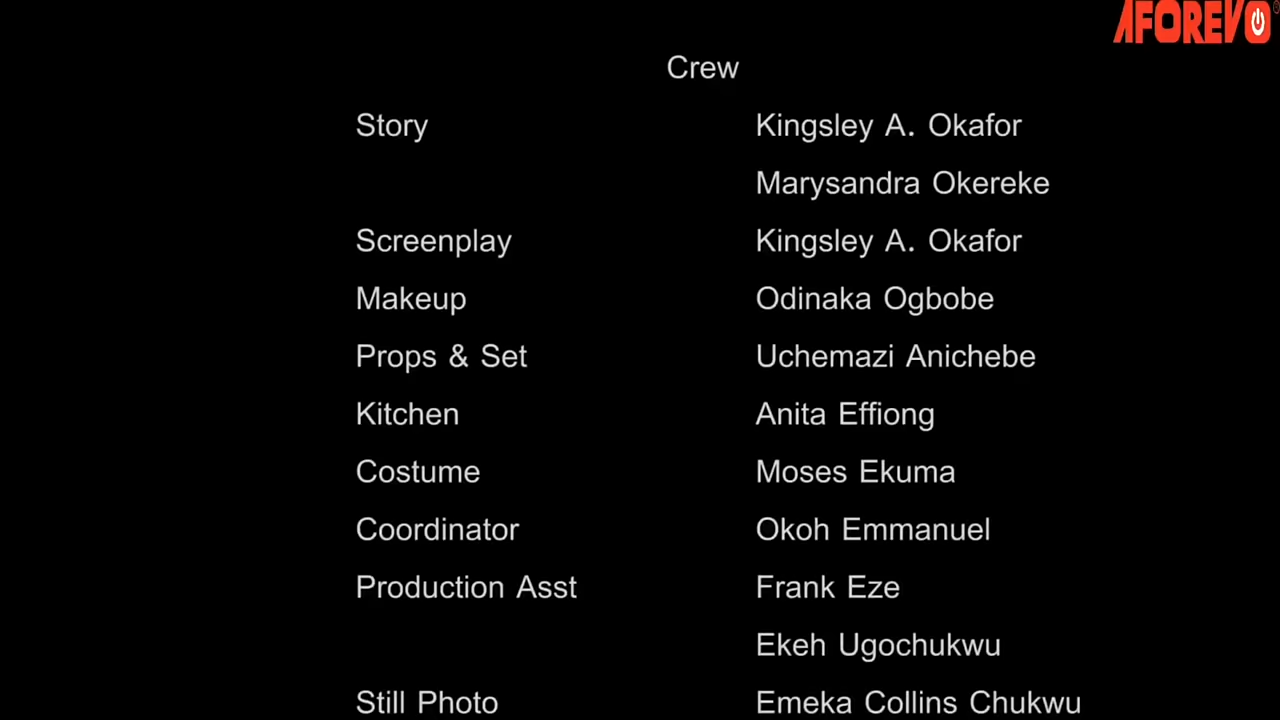 AFOREVO
Crew
Story Kingsley A. Okafor
Marysandra Okereke
Screenplay Kingsley A. Okafor
Makeup Odinaka Ogbobe
Props & Set Uchemazi Anichebe
Kitchen Anita Effiong
Costume Moses Ekuma
Coordinator Okoh Emmanuel
Production Asst Frank Eze
Ekeh Ugochukwu
Still Photo Emeka Collins Chukwu